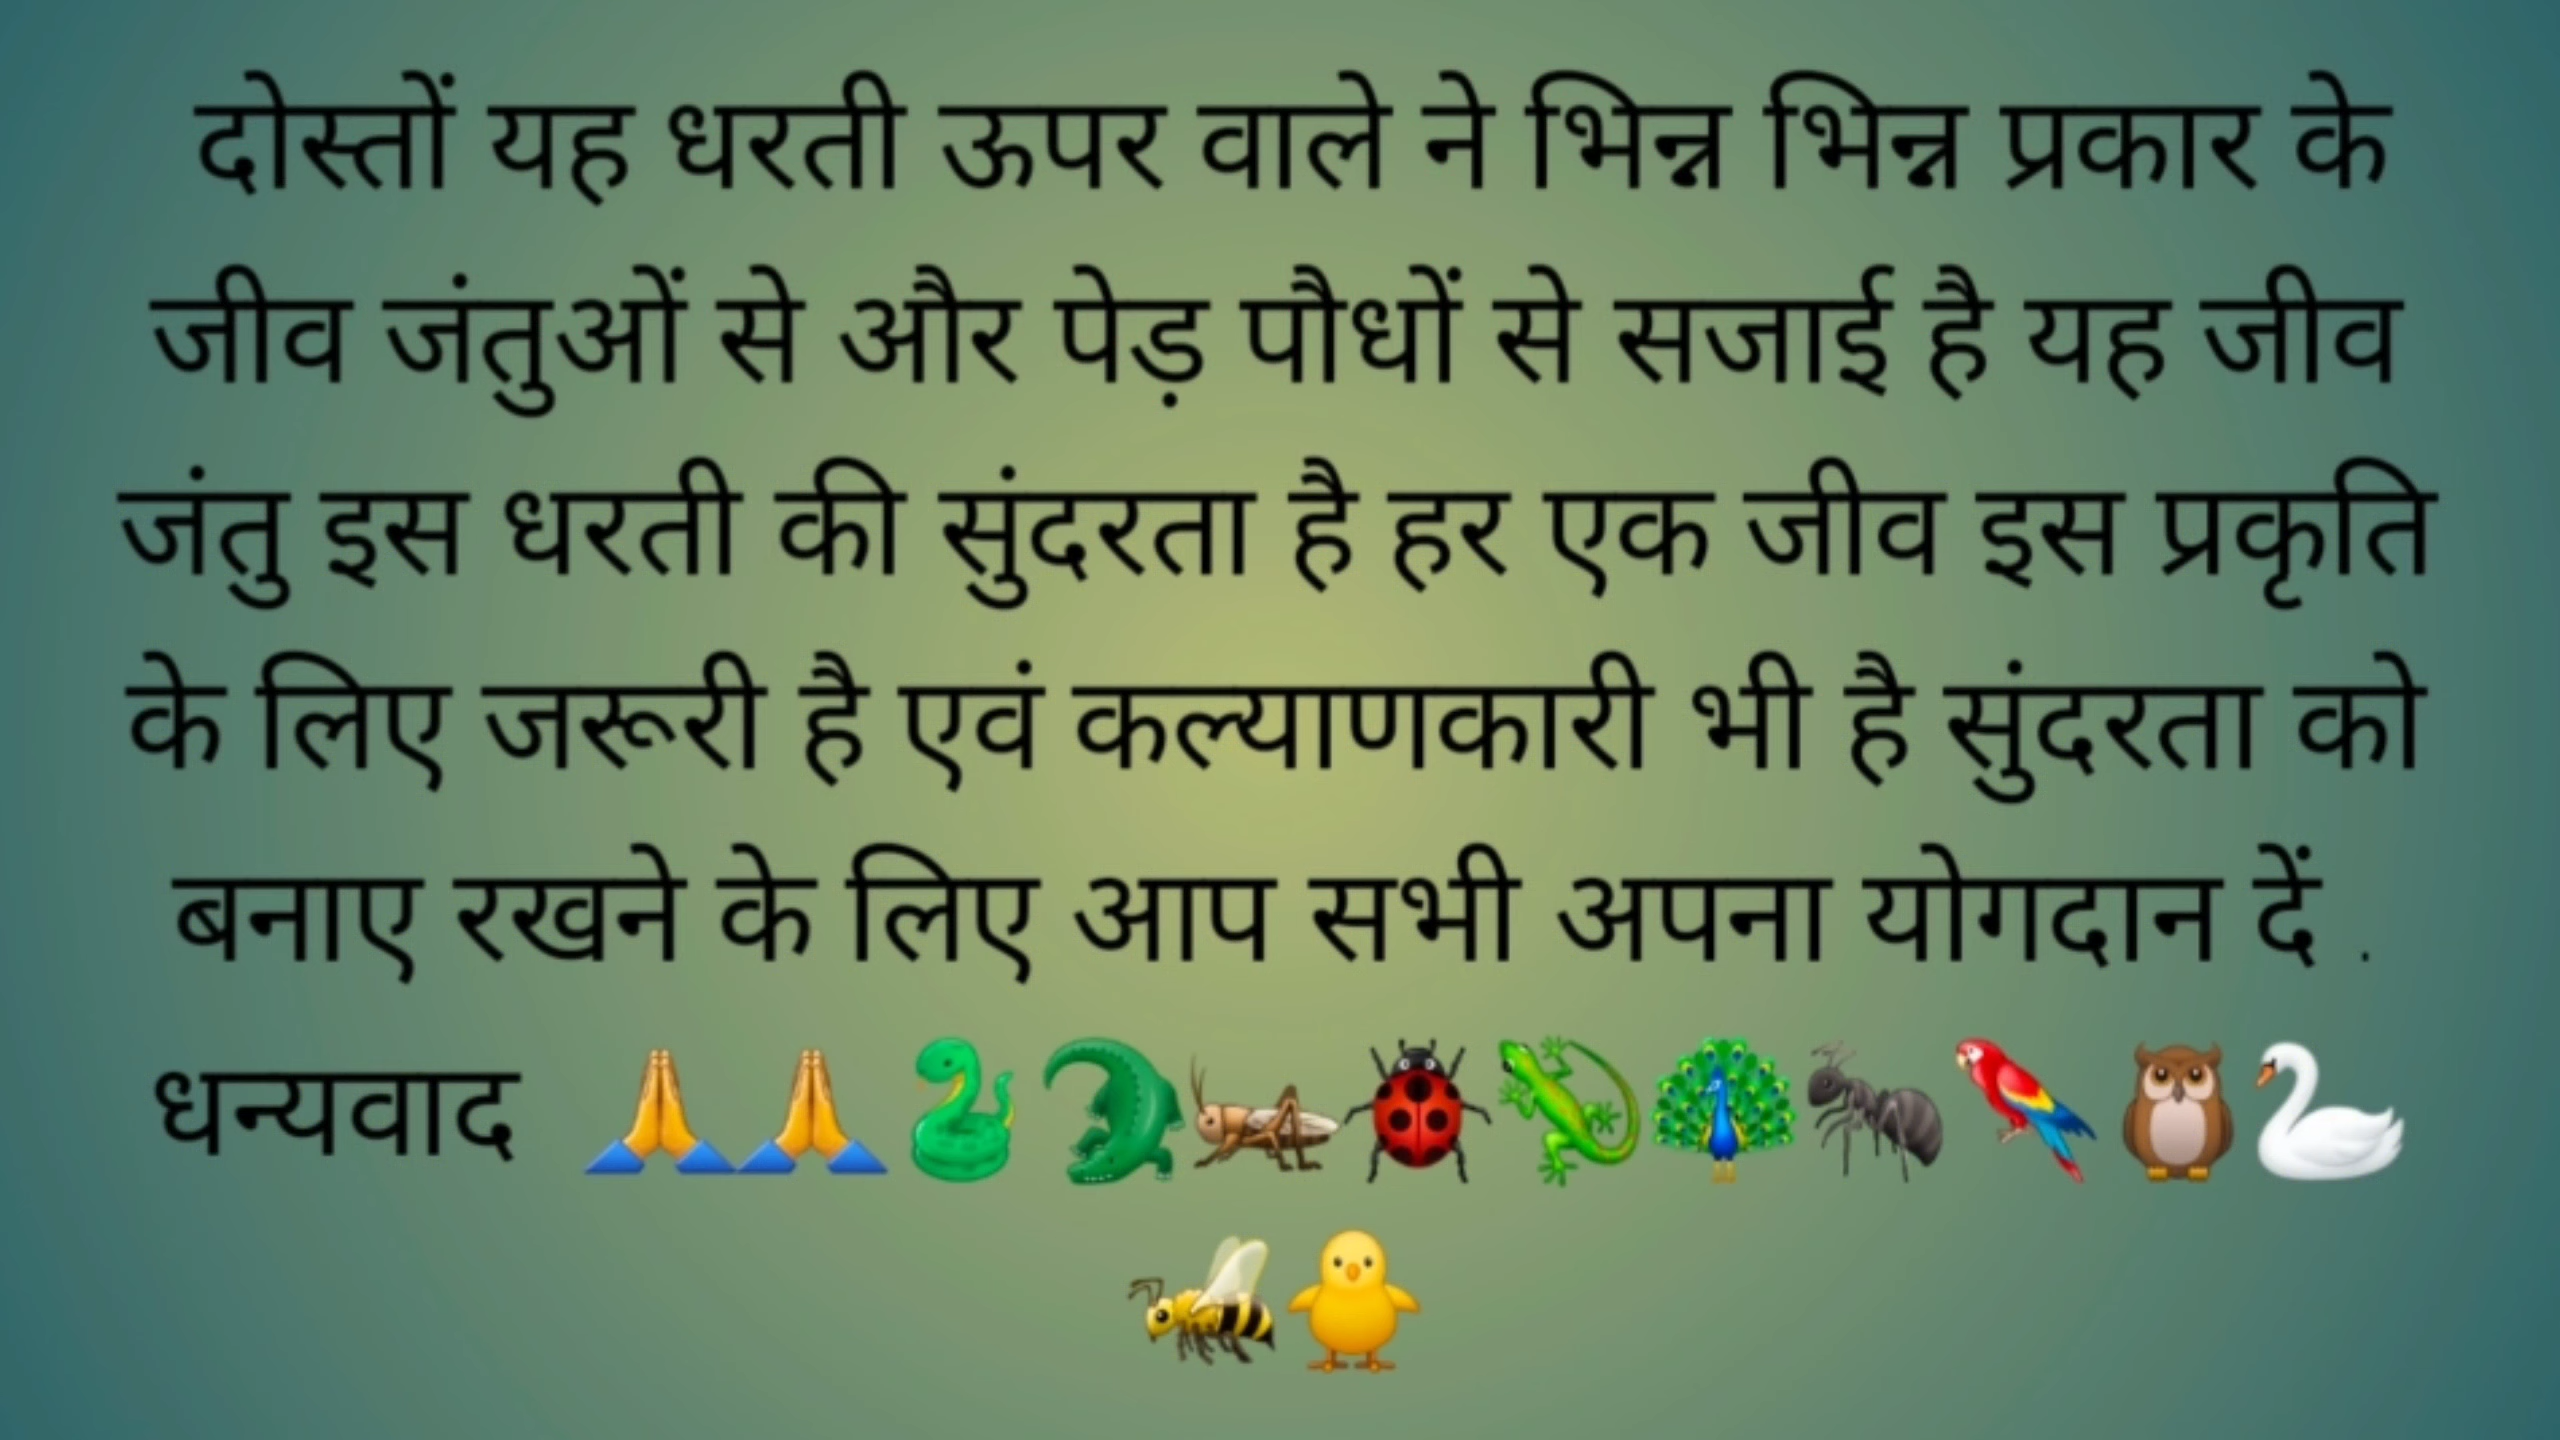 दोस्तों यह धरती ऊपर वाले ने भिन्न भिन्न प्रकार के
जीव जंतुओं से और पेड़ पौधों से सजाई है यह जीव
जंतु इस धरती की सुंदरता है हर एक जीव इस प्रकृति
के लिए जरूरी है एवं कल्याणकारी भी है सुंदरता को
बनाए रखने के लिए आप सभी अपना योगदान दें .
धन्यवाद 🙏🙏🐍🐊🦗🐞🦎🦚🐜🦜🦉🦢
🐝🐥